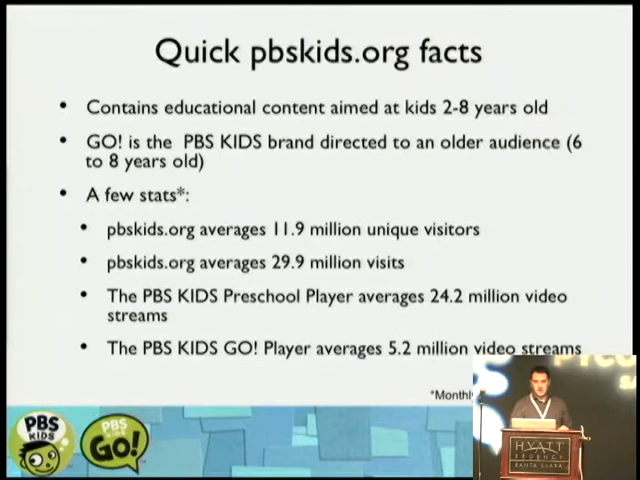 Quick pbskids.org facts
• Contains educational content aimed at kids 2-8 years old
• GO! is the PBS KIDS brand directed to an older audience (6
to 8 years old)
• A few stats*:
• pbskids.org averages 11.9 million unique visitors
• pbskids.org averages 29.9 million visits
• The PBS KIDS Preschool Player averages 24.2 million video
streams
• The PBS KIDS GO! Player averages 5.2 million video streams
*Monthly
PBS
KIDS
PBS
KIDS
GO!
HYATT
REGENCY
SANTA CLARA